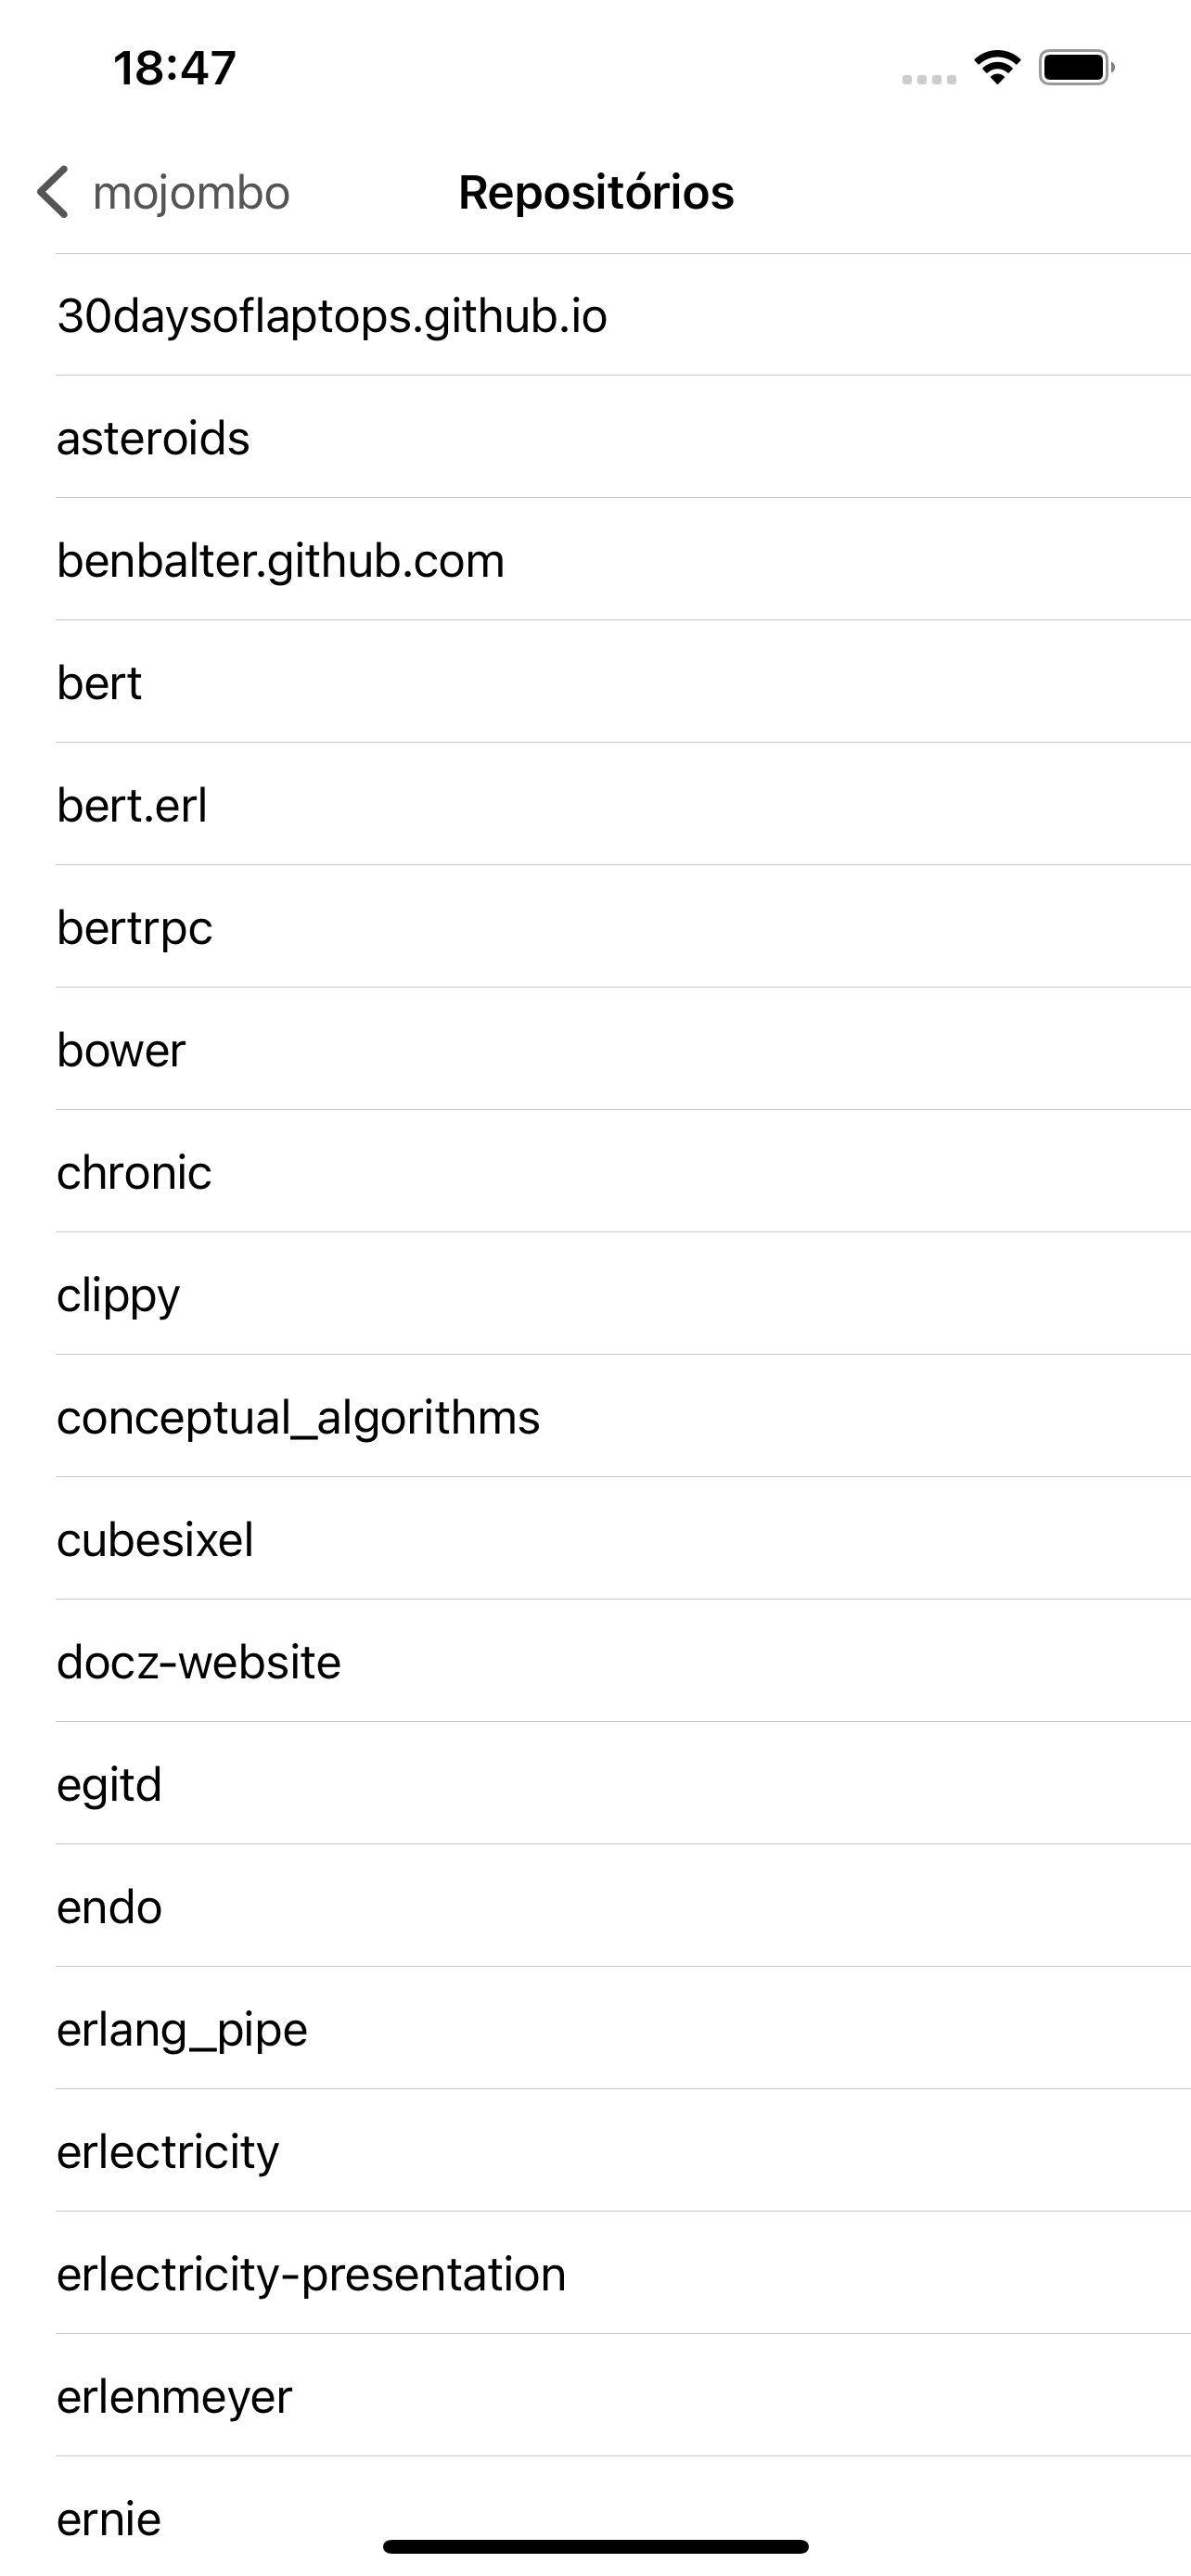 18:47
mojombo
Repositórios
30daysoflaptops.github.io
asteroids
benbalter.github.com
bert
bert.erl
bertrpc
bower
chronic
clippy
conceptual_algorithms
cubesixel
docz-website
egitd
endo
erlang_pipe
erlectricity
erlectricity-presentation
erlenmeyer
ernie